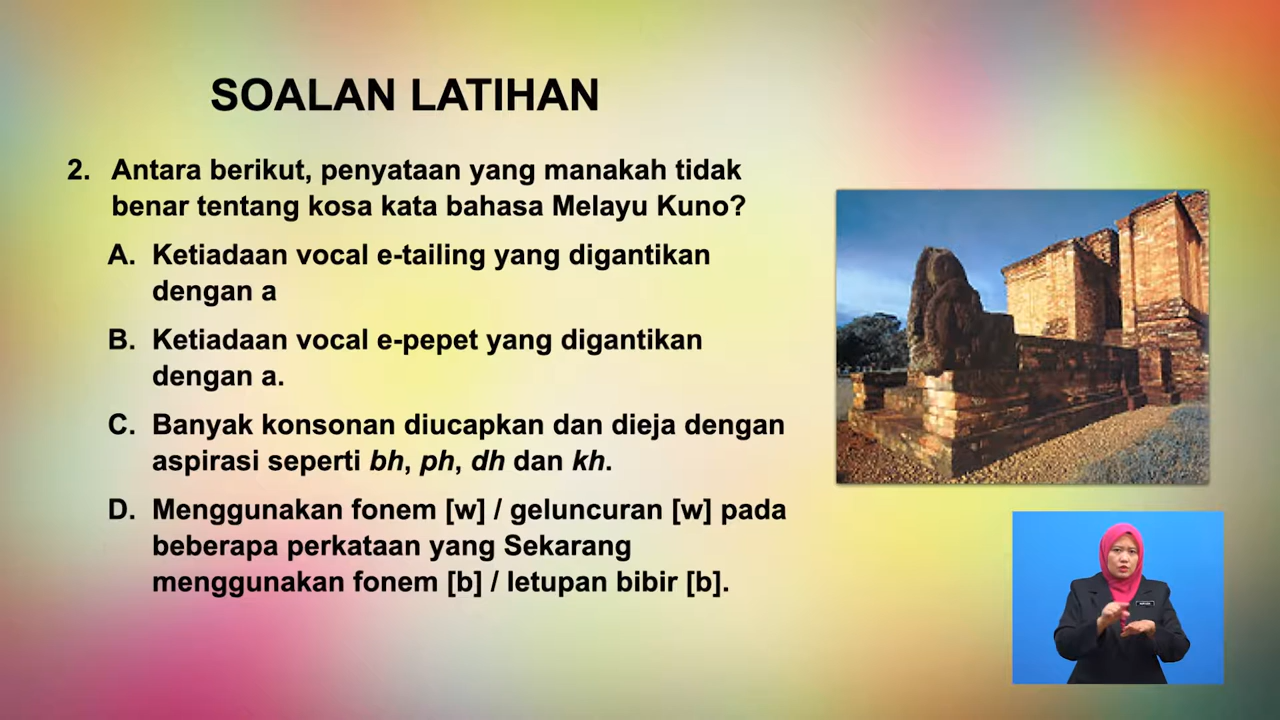 SOALAN LATIHAN
2. Antara berikut, penyataan yang manakah tidak
benar tentang kosa kata bahasa Melayu Kuno?
A. Ketiadaan vocal e-tailing yang digantikan
dengan a
B. Ketiadaan vocal e-pepet yang digantikan
dengan a.
C. Banyak konsonan diucapkan dan dieja dengan
aspirasi seperti bh, ph, dh dan kh.
D. Menggunakan fonem [w] / geluncuran [w] pada
beberapa perkataan yang Sekarang
menggunakan fonem [b] / letupan bibir [b].